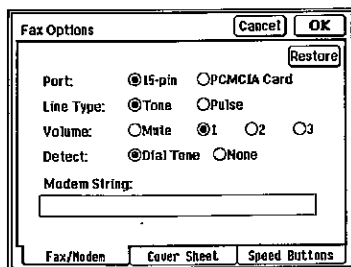 Fax Options Cancel OK
Restore
Port: 15-pin PCMCIA Card
Line Type: Tone Pulse
Volume: Mute 1 2 3
Detect: Dial Tone None
Modem String:
Fax/Modem Cover Sheet Speed Buttons